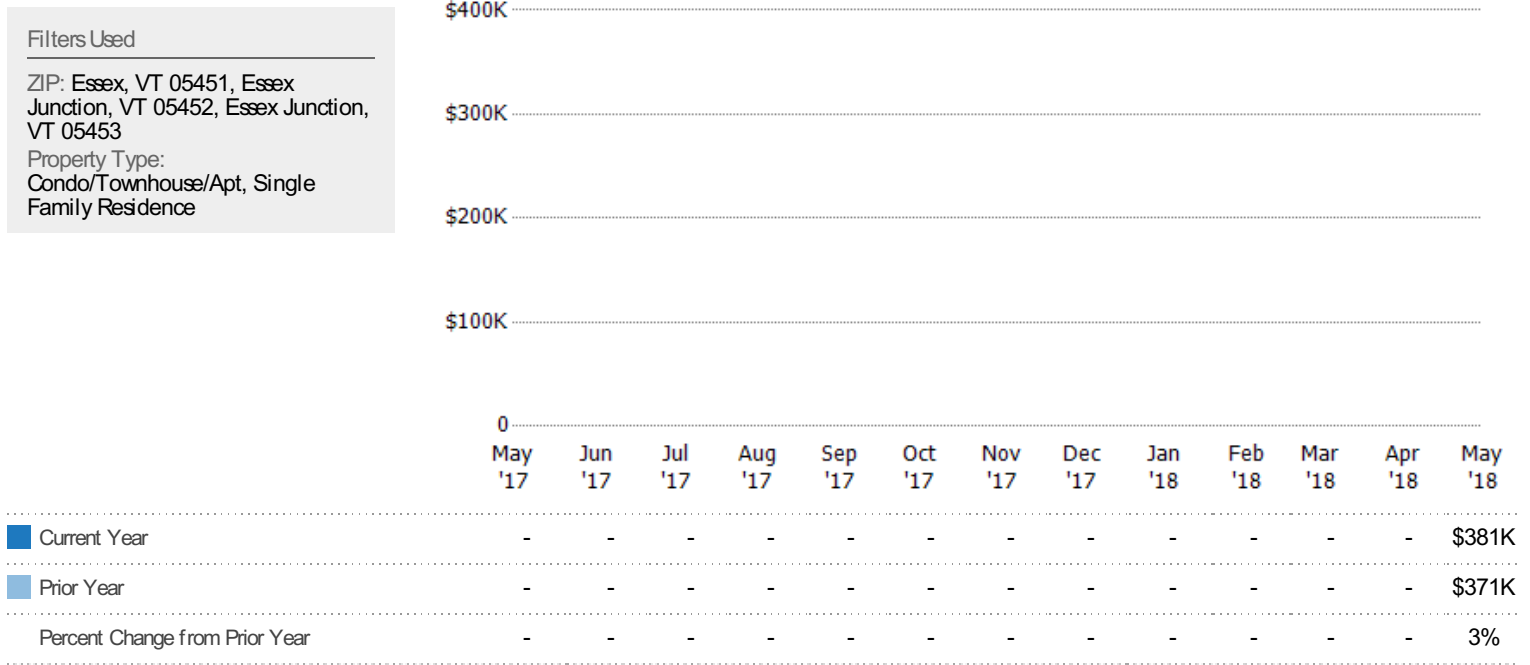 Filters Used
ZIP: Essex, VT 05451, Essex
Junction, VT 05452, Essex Junction,
VT 05453
Property Type:
Condo/Townhouse/Apt, Single
Family Residence
$400K
$300K
$200K
$100K
0
May Jun Jul Aug Sep Oct Nov Dec Jan Feb Mar Apr May
'17 '17 '17 '17 '17 '17 '17 '17 '18 '18 '18 '18 '18
Current Year - - - - - - - - - - - - $381K
Prior Year - - - - - - - - - - - - $371K
Percent Change from Prior Year - - - - - - - - - - - - 3%